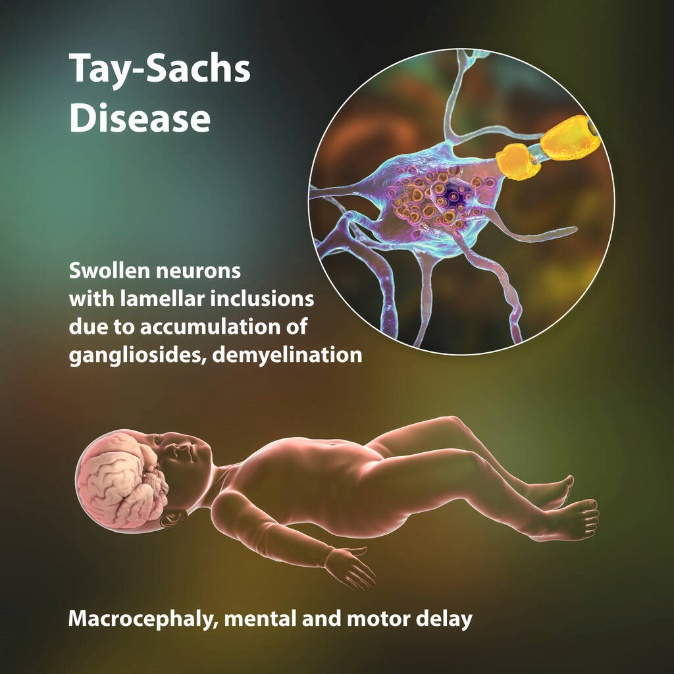 Tay-Sachs
Disease
Swollen neurons
with lamellar inclusions
due to accumulation of
gangliosides, demyelination
Macrocephaly, mental and motor delay